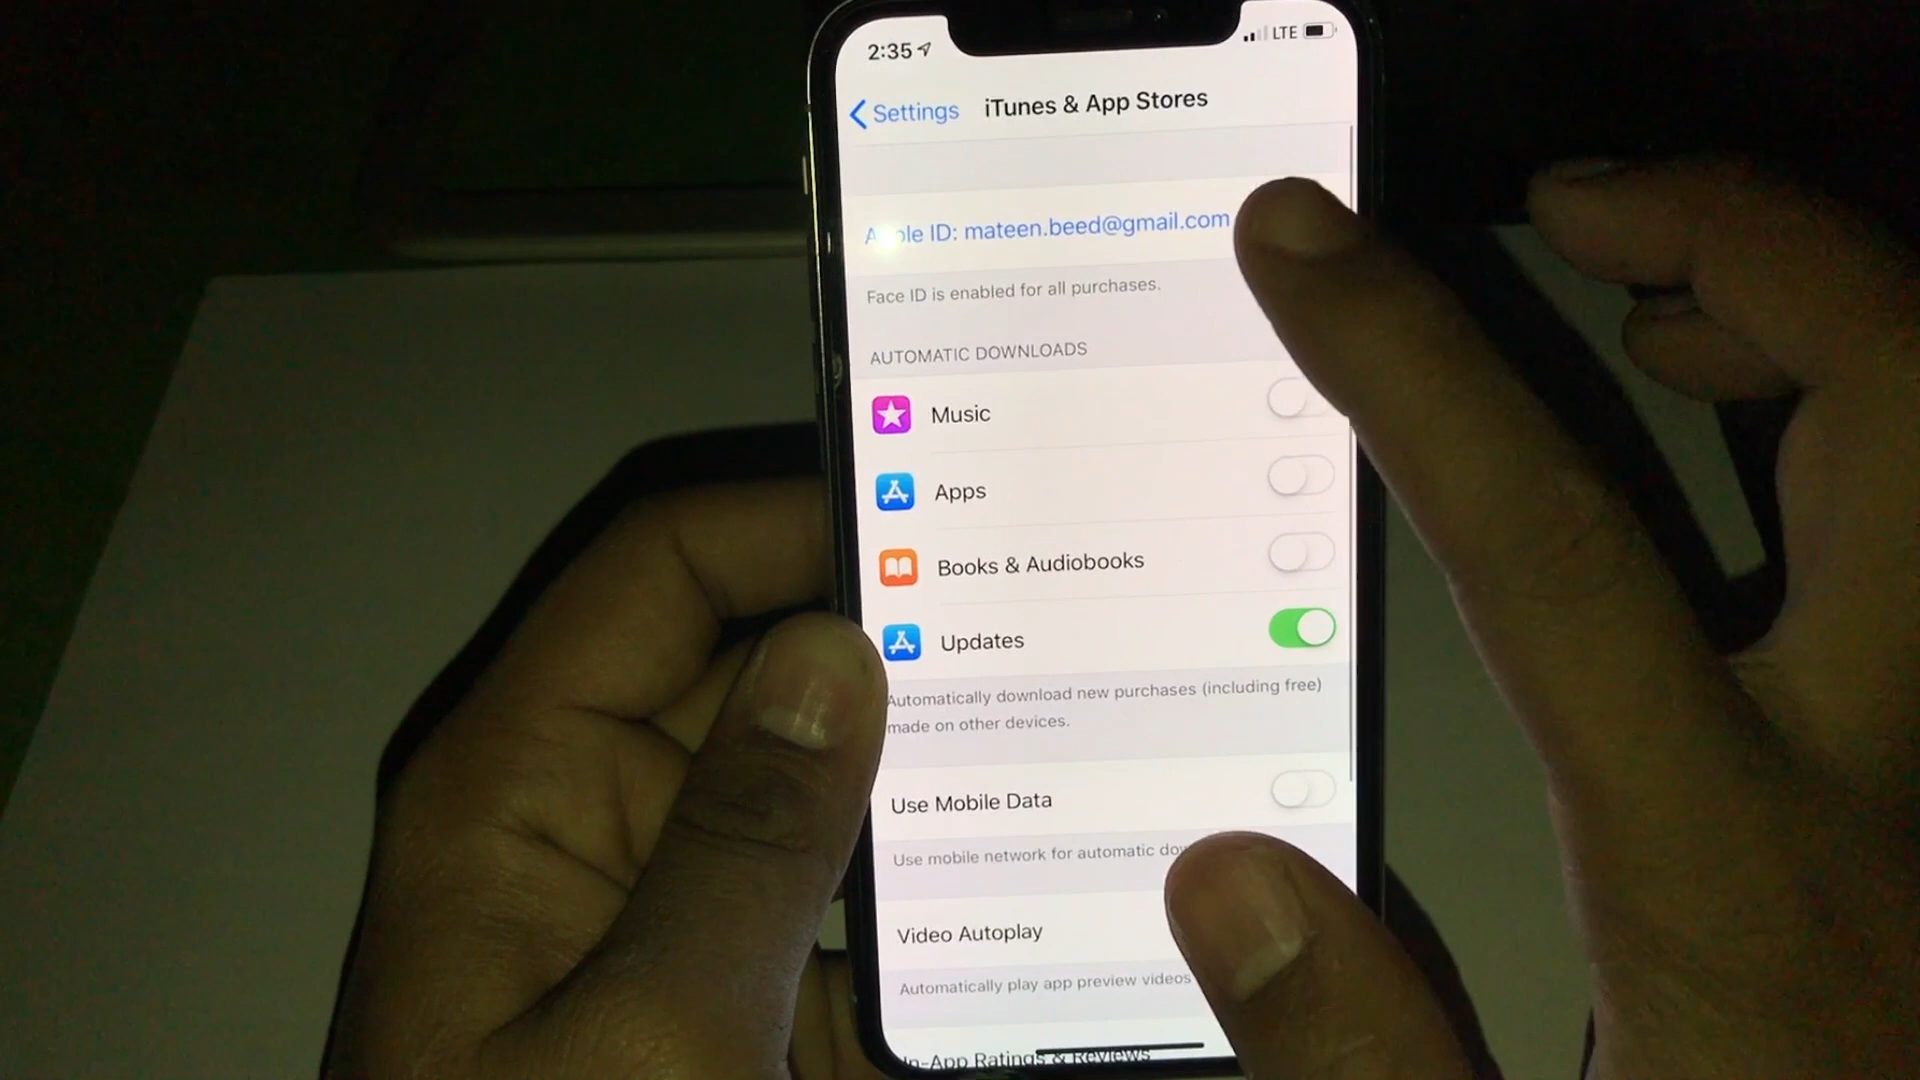 2:35 LTE
Settings iTunes & App Stores
Apple ID: mateen.beed@gmail.com
Face ID is enabled for all purchases.
AUTOMATIC DOWNLOADS
Music
Apps
Books & Audiobooks
Updates
Automatically download new purchases (including free)
made on other devices.
Use Mobile Data
Use mobile network for automatic
Video Autoplay
Automatically play app preview videos
In-App Ratings & Reviews